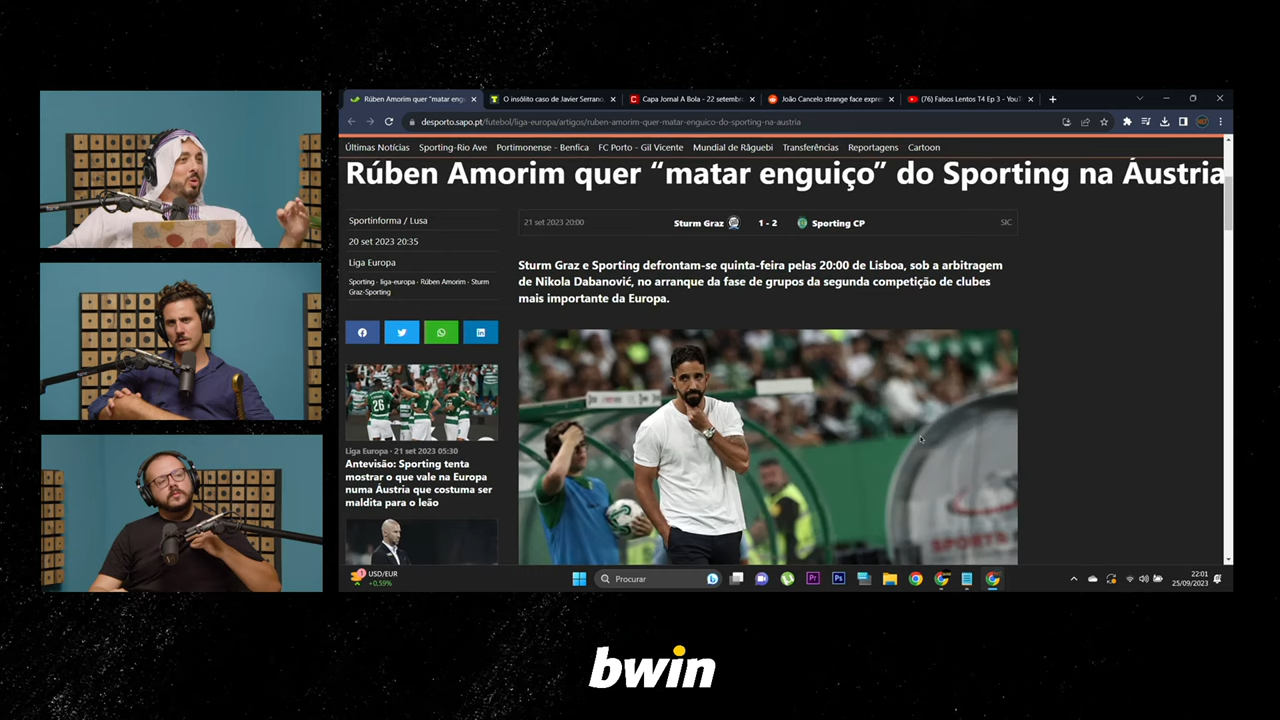 Rúben Amorim quer "matar eng
O insólito caso de Javier Serrano,
Capa Jornal A Bola - 22 setemb
João Cancelo strange face expre
(76) Falsos Lentos T4 Ep 3 - YouT
desporto.sapo.pt/futebol/liga-europa/artigos/ruben-amorim-quer-matar-enguico-do-sporting-na-austria
Últimas Notícias Sporting-Rio Ave Portimonense - Benfica FC Porto - Gil Vicente Mundial de Râguebi Transferências Reportagens Cartoon
Rúben Amorim quer “matar enguiço” do Sporting na Áustria
Sportinforma / Lusa
20 set 2023 20:35
Liga Europa
Sporting · liga-europa · Rúben Amorim · Sturm
Graz-Sporting
21 set 2023 20:00 Sturm Graz 1 - 2 Sporting CP SIC
Sturm Graz e Sporting defrontam-se quinta-feira pelas 20:00 de Lisboa, sob a arbitragem
de Nikola Dabanović, no arranque da fase de grupos da segunda competição de clubes
mais importante da Europa.
26
Liga Europa · 21 set 2023 05:30
Antevisão: Sporting tenta
mostrar o que vale na Europa
numa Áustria que costuma ser
maldita para o leão
SPORTS
USD/EUR
+0,59%
Procurar
Pr
Ps
22:01
25/09/2023
bwin